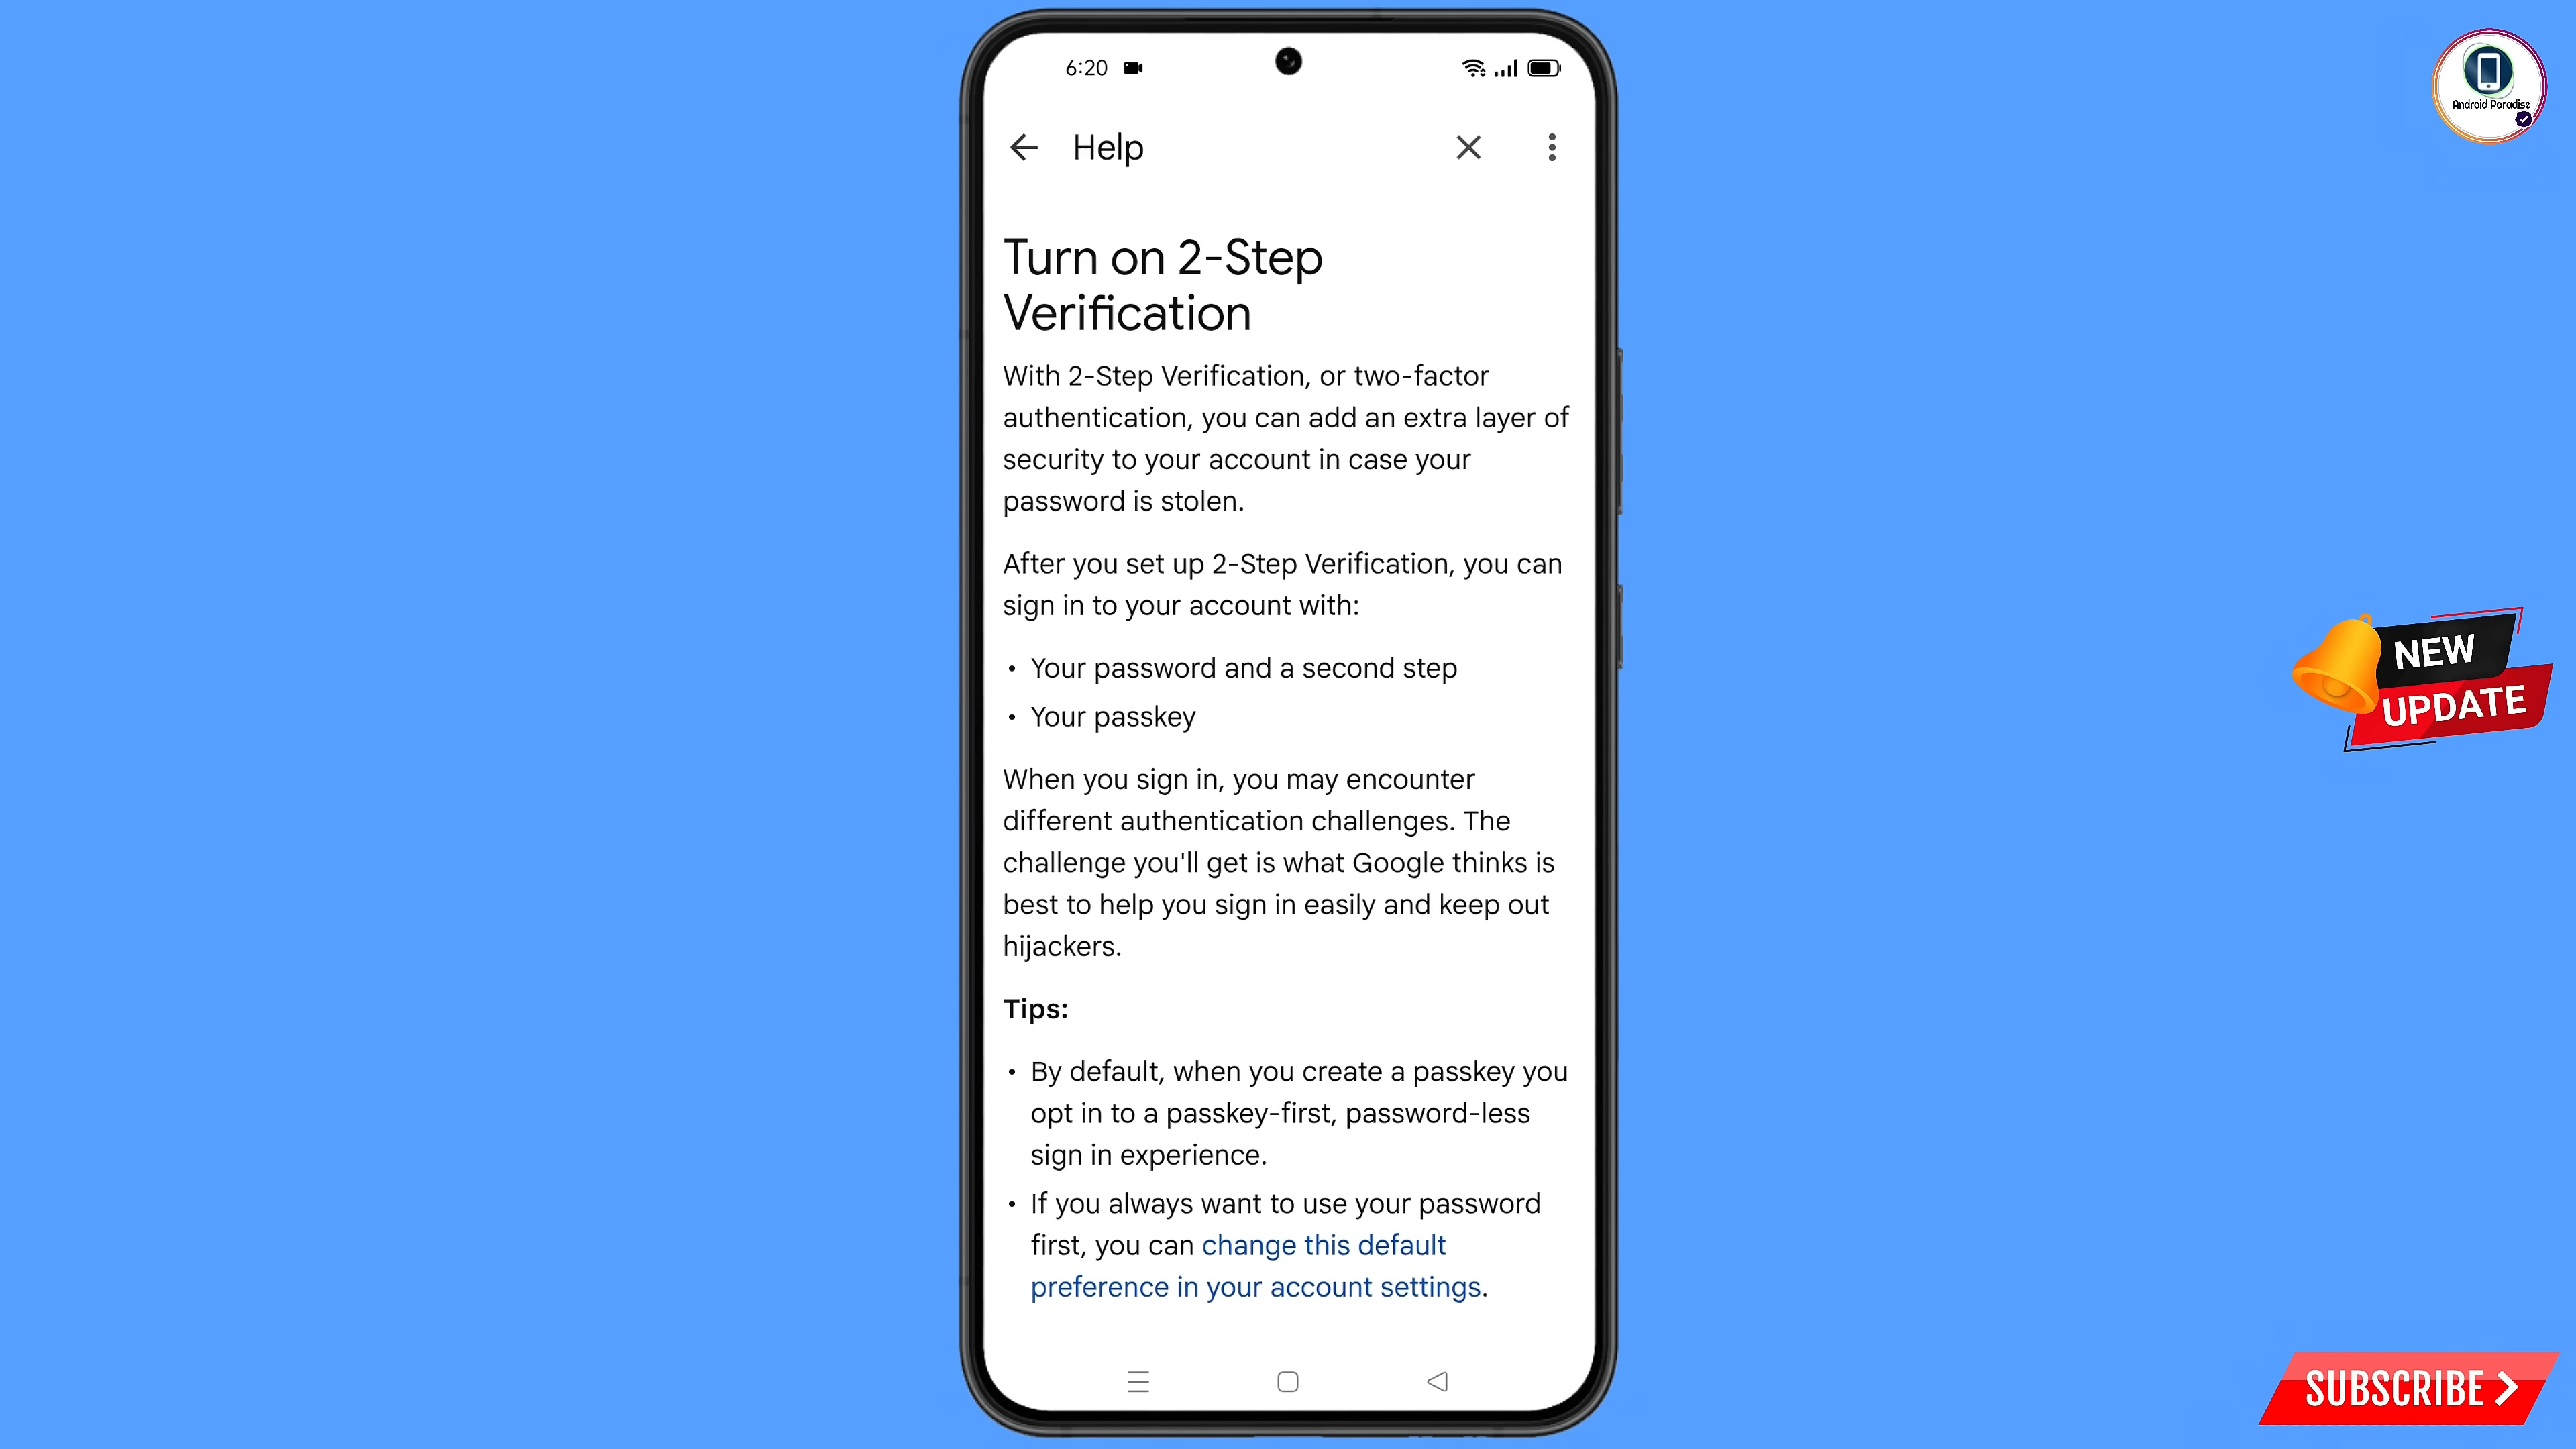 6:20
Help
Turn on 2-Step
Verification
With 2-Step Verification, or two-factor
authentication, you can add an extra layer of
security to your account in case your
password is stolen.
After you set up 2-Step Verification, you can
sign in to your account with:
• Your password and a second step
• Your passkey
When you sign in, you may encounter
different authentication challenges. The
challenge you'll get is what Google thinks is
best to help you sign in easily and keep out
hijackers.
Tips:
• By default, when you create a passkey you
opt in to a passkey-first, password-less
sign in experience.
• If you always want to use your password
first, you can change this default
preference in your account settings.
Android Paradise
NEW
UPDATE
SUBSCRIBE